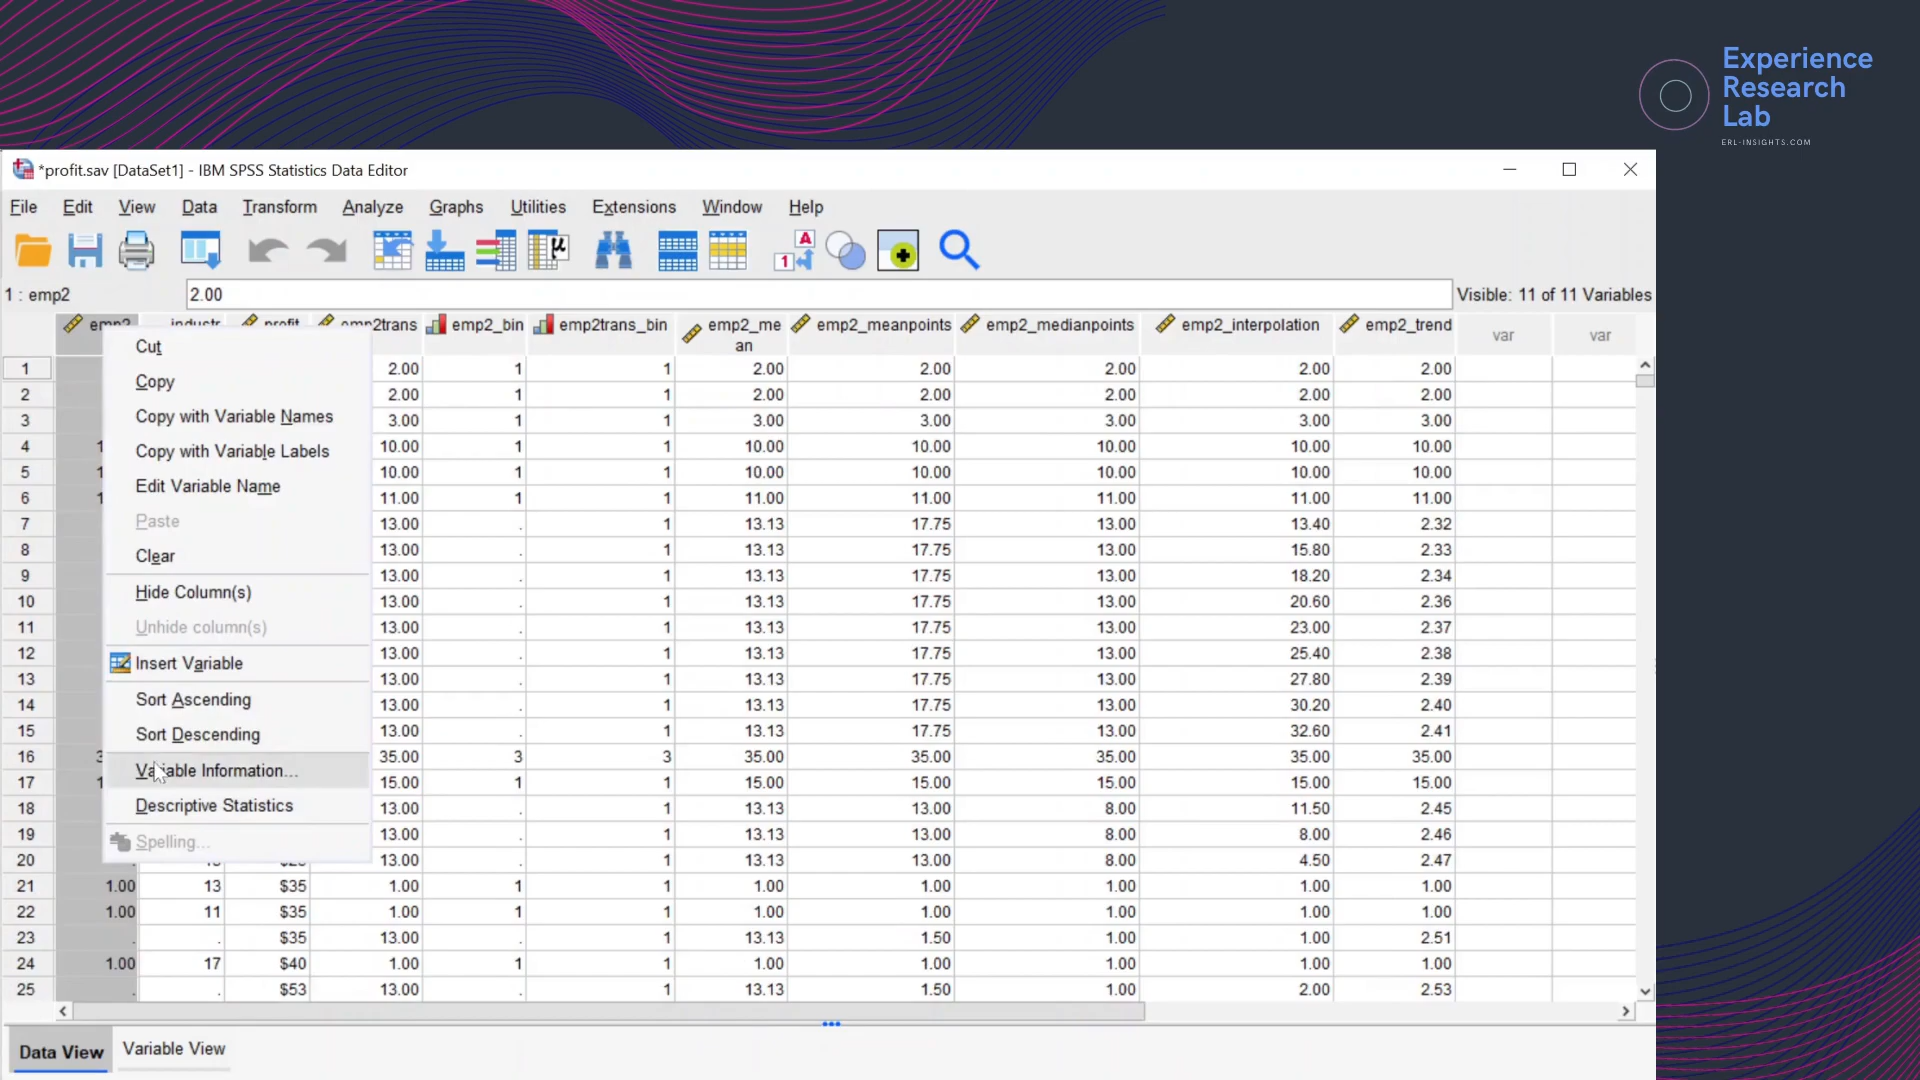 Experience
Research
Lab
ERL-INSIGHTS.COM
*profit.sav [DataSet1] - IBM SPSS Statistics Data Editor
File Edit View Data Transform Analyze Graphs Utilities Extensions Window Help
1 : emp2 2.00 Visible: 11 of 11 Variables
emp2 industr profit emp2trans emp2_bin emp2trans_bin emp2_mean emp2_meanpoints emp2_medianpoints emp2_interpolation emp2_trend var var
Cut
Copy
Copy with Variable Names
Copy with Variable Labels
Edit Variable Name
Paste
Clear
Hide Column(s)
Unhide column(s)
Insert Variable
Sort Ascending
Sort Descending
Variable Information...
Descriptive Statistics
Spelling...
1 2.00 1 1 2.00 2.00 2.00 2.00 2.00
2 2.00 1 1 2.00 2.00 2.00 2.00 2.00
3 3.00 1 1 3.00 3.00 3.00 3.00 3.00
4 1 10.00 1 1 10.00 10.00 10.00 10.00 10.00
5 1 10.00 1 1 10.00 10.00 10.00 10.00 10.00
6 1 11.00 1 1 11.00 11.00 11.00 11.00 11.00
7 13.00 . 1 13.13 17.75 13.00 13.40 2.32
8 13.00 . 1 13.13 17.75 13.00 15.80 2.33
9 13.00 . 1 13.13 17.75 13.00 18.20 2.34
10 13.00 . 1 13.13 17.75 13.00 20.60 2.36
11 13.00 . 1 13.13 17.75 13.00 23.00 2.37
12 13.00 . 1 13.13 17.75 13.00 25.40 2.38
13 13.00 . 1 13.13 17.75 13.00 27.80 2.39
14 13.00 . 1 13.13 17.75 13.00 30.20 2.40
15 13.00 . 1 13.13 17.75 13.00 32.60 2.41
16 3 35.00 3 3 35.00 35.00 35.00 35.00 35.00
17 1 15.00 1 1 15.00 15.00 15.00 15.00 15.00
18 13.00 . 1 13.13 13.00 8.00 11.50 2.45
19 13.00 . 1 13.13 13.00 8.00 8.00 2.46
20 . 13.00 . 1 13.13 13.00 8.00 4.50 2.47
21 1.00 13 $35 1.00 1 1 1.00 1.00 1.00 1.00 1.00
22 1.00 11 $35 1.00 1 1 1.00 1.00 1.00 1.00 1.00
23 . . $35 13.00 . 1 13.13 1.50 1.00 1.00 2.51
24 1.00 17 $40 1.00 1 1 1.00 1.00 1.00 1.00 1.00
25 . . $53 13.00 . 1 13.13 1.50 1.00 2.00 2.53
Data View Variable View